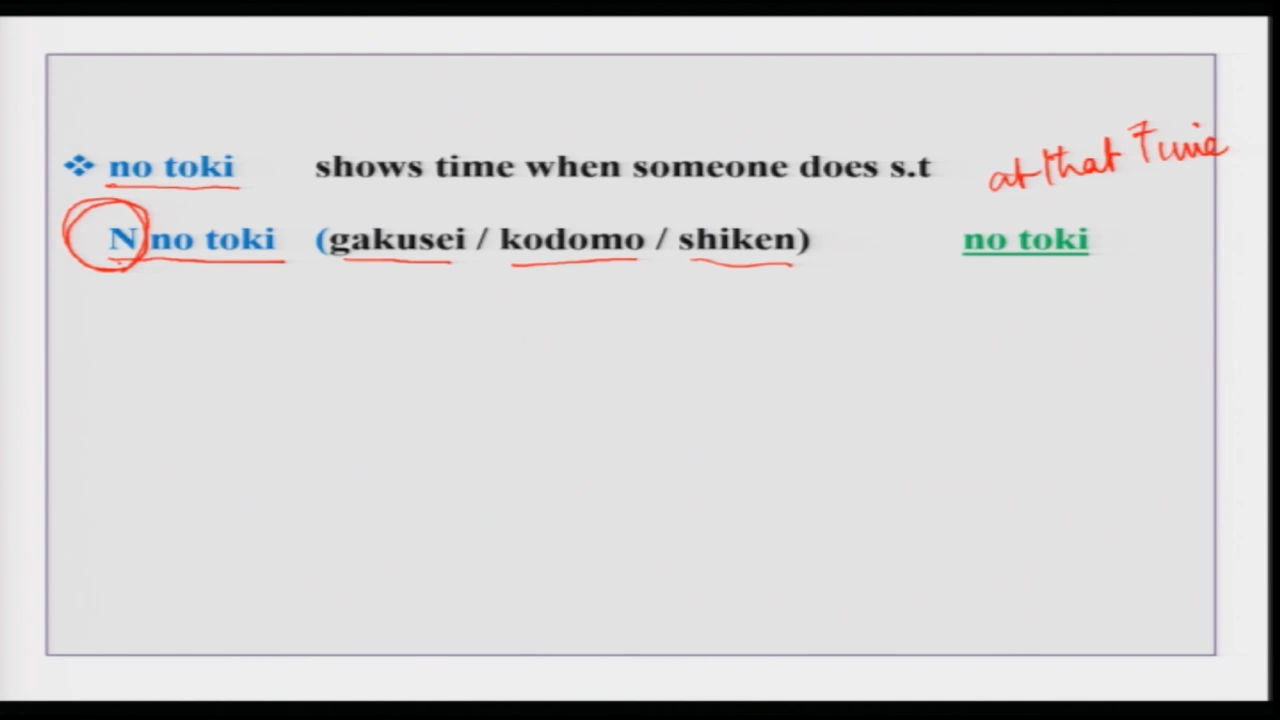 ❖ no toki shows time when someone does s.t at that Time
N no toki (gakusei / kodomo / shiken) no toki